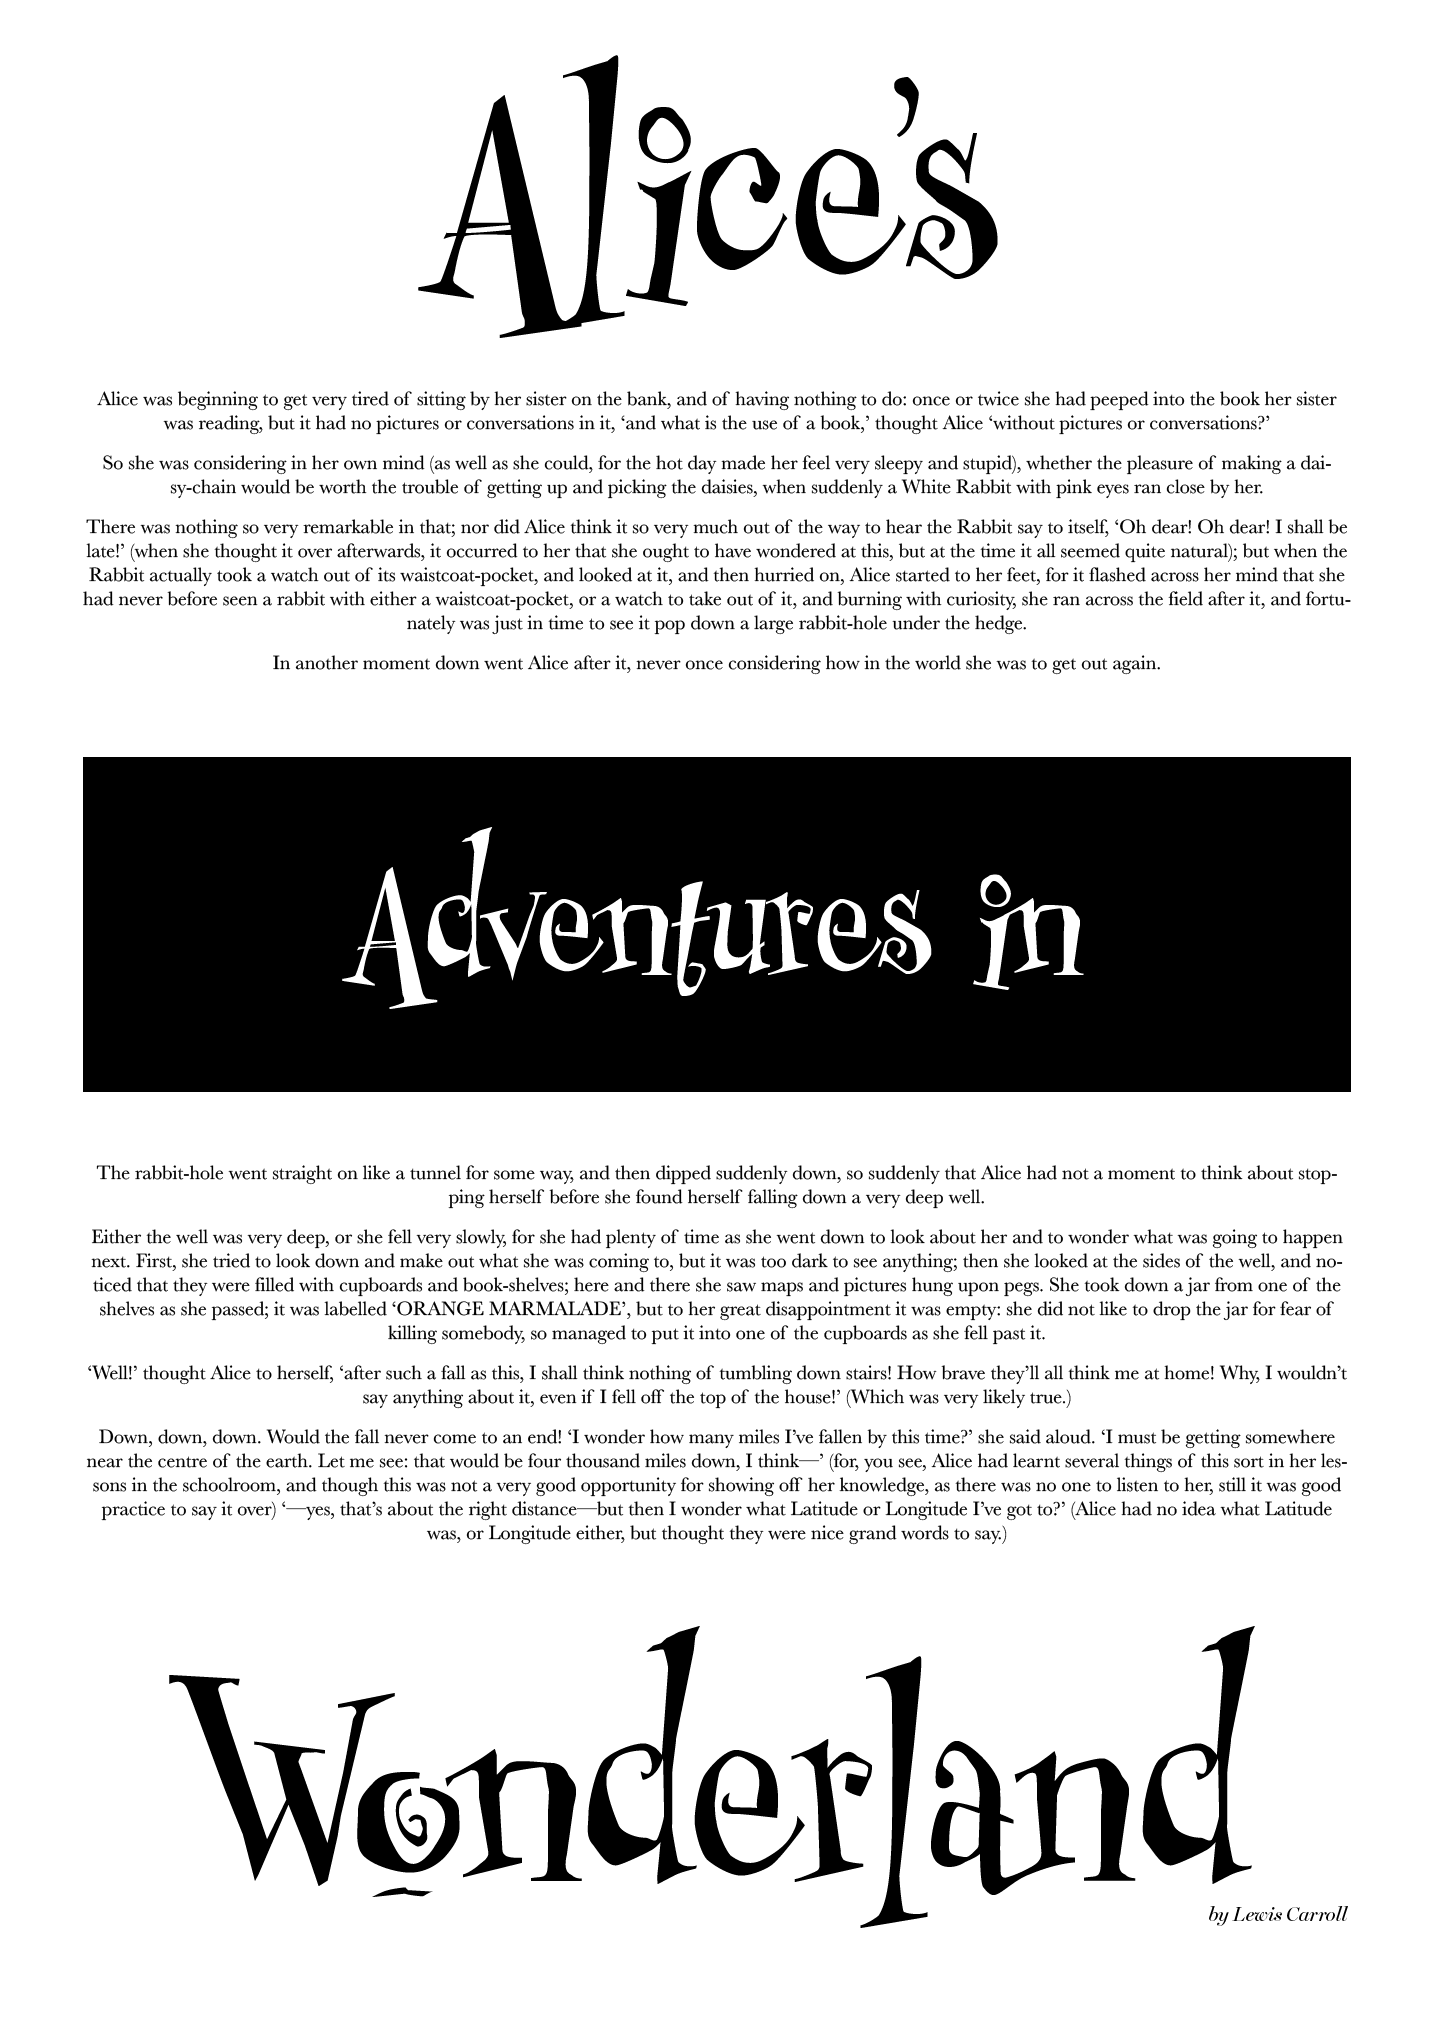 Alice’s
Alice was beginning to get very tired of sitting by her sister on the bank, and of having nothing to do: once or twice she had peeped into the book her sister
was reading, but it had no pictures or conversations in it, ‘and what is the use of a book,’ thought Alice ‘without pictures or conversations?’
So she was considering in her own mind (as well as she could, for the hot day made her feel very sleepy and stupid), whether the pleasure of making a dai-
sy-chain would be worth the trouble of getting up and picking the daisies, when suddenly a White Rabbit with pink eyes ran close by her.
There was nothing so very remarkable in that; nor did Alice think it so very much out of the way to hear the Rabbit say to itself, ‘Oh dear! Oh dear! I shall be
late!’ (when she thought it over afterwards, it occurred to her that she ought to have wondered at this, but at the time it all seemed quite natural); but when the
Rabbit actually took a watch out of its waistcoat-pocket, and looked at it, and then hurried on, Alice started to her feet, for it flashed across her mind that she
had never before seen a rabbit with either a waistcoat-pocket, or a watch to take out of it, and burning with curiosity, she ran across the field after it, and fortu-
nately was just in time to see it pop down a large rabbit-hole under the hedge.
In another moment down went Alice after it, never once considering how in the world she was to get out again.
Adventures in
The rabbit-hole went straight on like a tunnel for some way, and then dipped suddenly down, so suddenly that Alice had not a moment to think about stop-
ping herself before she found herself falling down a very deep well.
Either the well was very deep, or she fell very slowly, for she had plenty of time as she went down to look about her and to wonder what was going to happen
next. First, she tried to look down and make out what she was coming to, but it was too dark to see anything; then she looked at the sides of the well, and no-
ticed that they were filled with cupboards and book-shelves; here and there she saw maps and pictures hung upon pegs. She took down a jar from one of the
shelves as she passed; it was labelled ‘ORANGE MARMALADE’, but to her great disappointment it was empty: she did not like to drop the jar for fear of
killing somebody, so managed to put it into one of the cupboards as she fell past it.
‘Well!’ thought Alice to herself, ‘after such a fall as this, I shall think nothing of tumbling down stairs! How brave they’ll all think me at home! Why, I wouldn’t
say anything about it, even if I fell off the top of the house!’ (Which was very likely true.)
Down, down, down. Would the fall never come to an end! ‘I wonder how many miles I’ve fallen by this time?’ she said aloud. ‘I must be getting somewhere
near the centre of the earth. Let me see: that would be four thousand miles down, I think—’ (for, you see, Alice had learnt several things of this sort in her les-
sons in the schoolroom, and though this was not a very good opportunity for showing off her knowledge, as there was no one to listen to her, still it was good
practice to say it over) ‘—yes, that’s about the right distance—but then I wonder what Latitude or Longitude I’ve got to?’ (Alice had no idea what Latitude
was, or Longitude either, but thought they were nice grand words to say.)
Wonderland
by Lewis Carroll